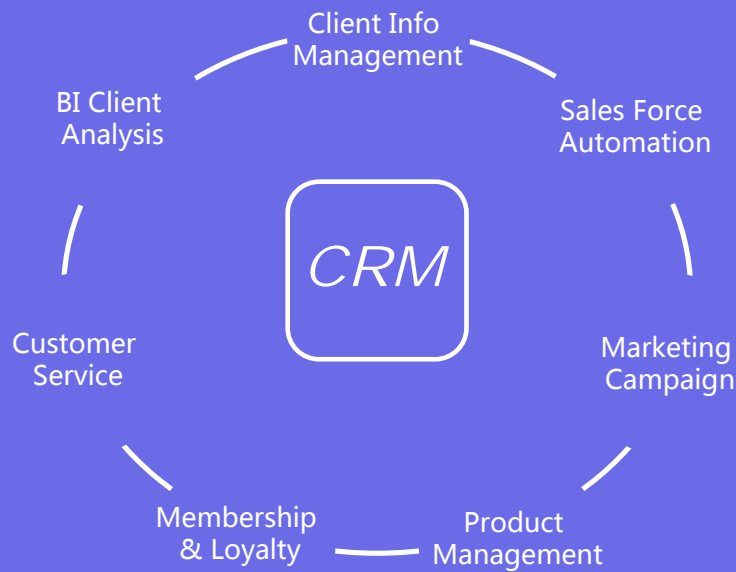 Client Info
Management
Sales Force
Automation
Marketing
Campaign
Product
Management
Membership
& Loyalty
Customer
Service
BI Client
Analysis
CRM